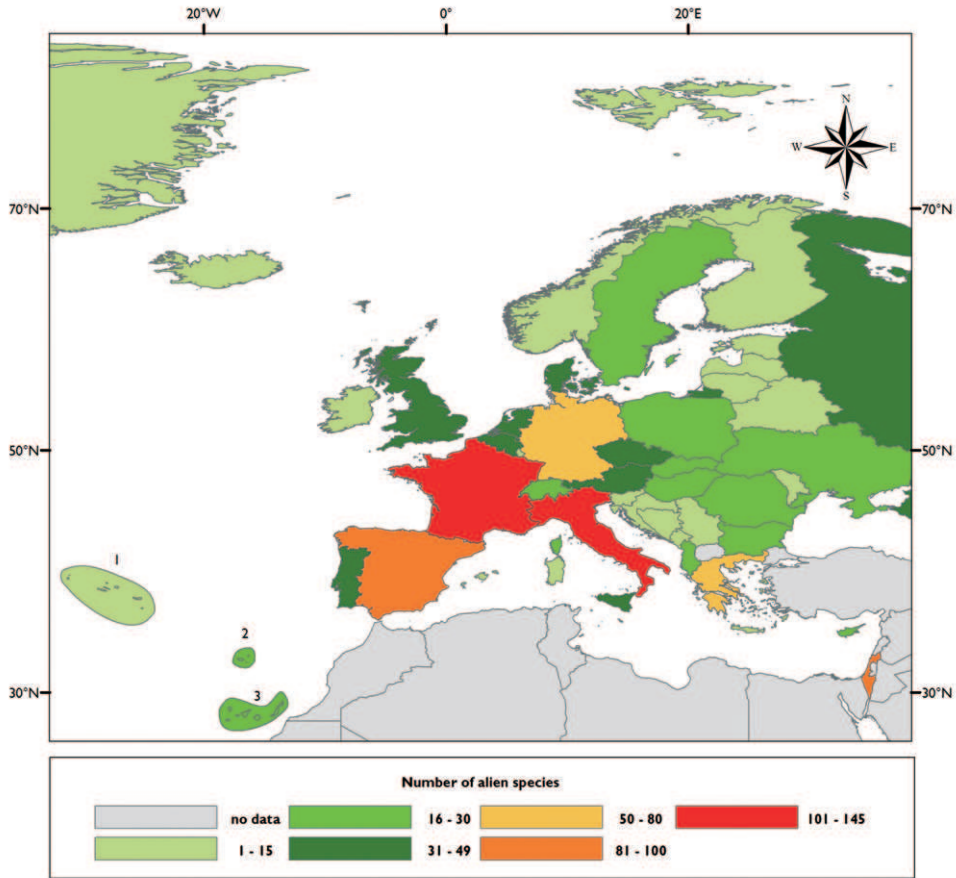 20°W 0° 20°E
N
W E
S
70°N 70°N
50°N 50°N
1
2
3
30°N 30°N
Number of alien species
no data 16 - 30 50 - 80 101 - 145
1 - 15 31 - 49 81 - 100